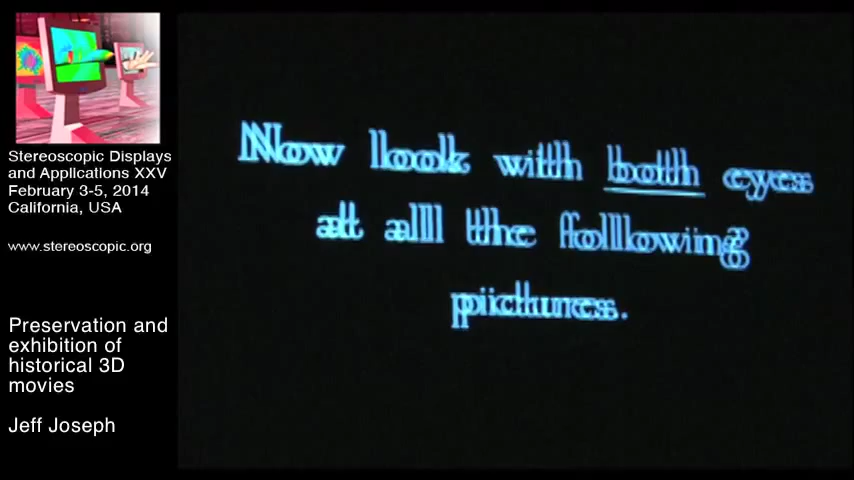 Stereoscopic Displays
and Applications XXV
February 3-5, 2014
California, USA
www.stereoscopic.org
Preservation and
exhibition of
historical 3D
movies
Jeff Joseph
Now look with both eyes
at all the following
pictures.